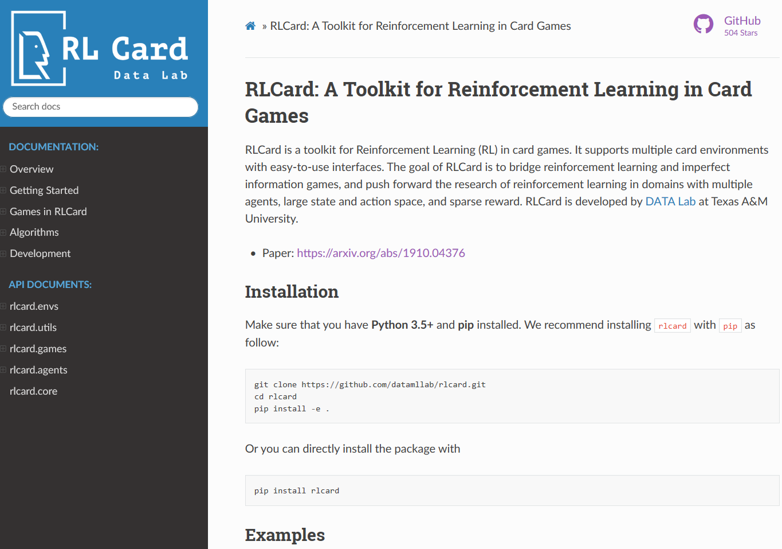 RL Card
Data Lab
Search docs
DOCUMENTATION:
Overview
Getting Started
Games in RLCard
Algorithms
Development
API DOCUMENTS:
rlcard.envs
rlcard.utils
rlcard.games
rlcard.agents
rlcard.core
» RLCard: A Toolkit for Reinforcement Learning in Card Games
GitHub
504 Stars
RLCard: A Toolkit for Reinforcement Learning in Card
Games
RLCard is a toolkit for Reinforcement Learning (RL) in card games. It supports multiple card environments
with easy-to-use interfaces. The goal of RLCard is to bridge reinforcement learning and imperfect
information games, and push forward the research of reinforcement learning in domains with multiple
agents, large state and action space, and sparse reward. RLCard is developed by DATA Lab at Texas A&M
University.
• Paper: https://arxiv.org/abs/1910.04376
Installation
Make sure that you have Python 3.5+ and pip installed. We recommend installing rlcard with pip as
follow:
git clone https://github.com/datamllab/rlcard.git
cd rlcard
pip install -e .
Or you can directly install the package with
pip install rlcard
Examples